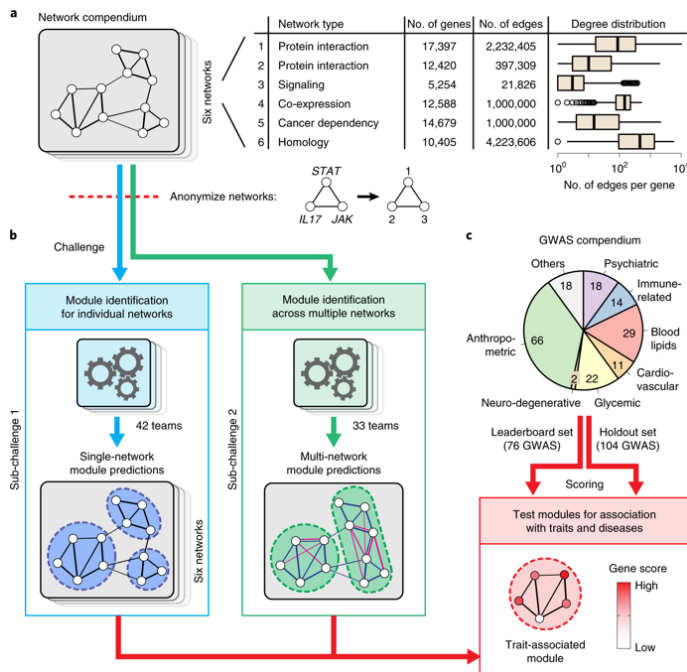 a
Network compendium
Six networks
Network type No. of genes No. of edges Degree distribution
1 Protein interaction 17,397 2,232,405
2 Protein interaction 12,420 397,309
3 Signaling 5,254 21,826
4 Co-expression 12,588 1,000,000
5 Cancer dependency 14,679 1,000,000
6 Homology 10,405 4,223,606
10⁰ 10² 10⁴
No. of edges per gene
Anonymize networks:
STAT
IL17 JAK
1
2 3
b
Challenge
Sub-challenge 1
Module identification
for individual networks
42 teams
Single-network
module predictions
Six networks
Sub-challenge 2
Module identification
across multiple networks
33 teams
Multi-network
module predictions
c
GWAS compendium
Others
Psychiatric
Immune-
related
Blood
lipids
Cardio-
vascular
Glycemic
Neuro-degenerative
Anthropo-
metric
18
18
14
29
11
22
2
66
Leaderboard set
(76 GWAS)
Holdout set
(104 GWAS)
Scoring
Test modules for association
with traits and diseases
Gene score
High
Low
Trait-associated
module